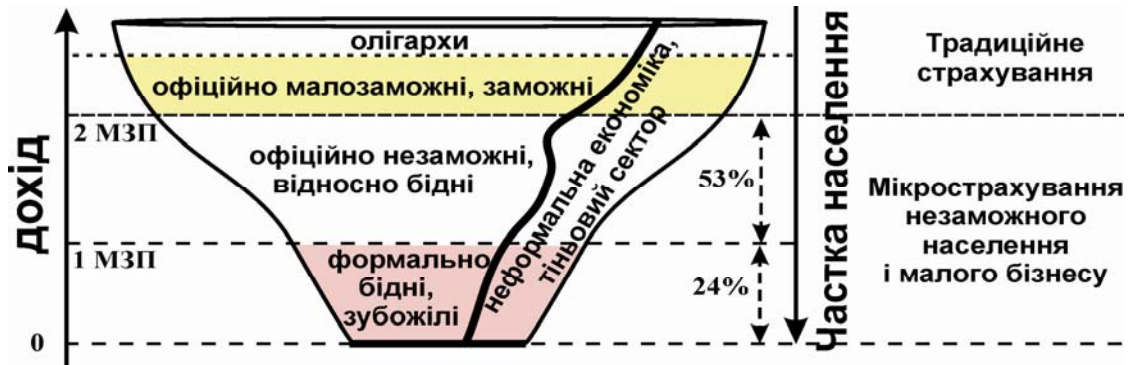 дохід
2 МЗП
1 МЗП
0
олігархи
офіційно малозаможні, заможні
офіційно незаможні,
відносно бідні
формально
бідні,
зубожілі
неформальна економіка,
тіньовий сектор
53%
24%
Частка населення
Традиційне
страхування
Мікрострахування
незаможного
населення
і малого бізнесу